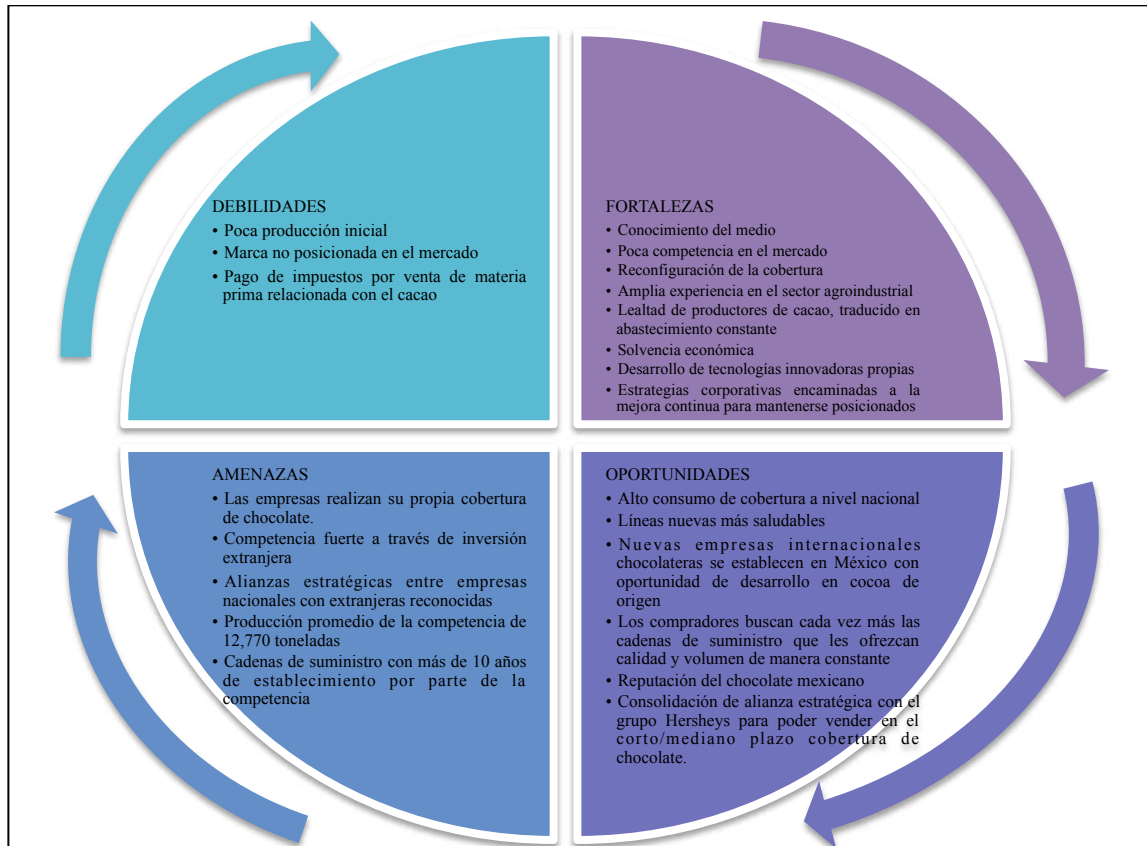 DEBILIDADES
• Poca producción inicial
• Marca no posicionada en el mercado
• Pago de impuestos por venta de materia
prima relacionada con el cacao
FORTALEZAS
• Conocimiento del medio
• Poca competencia en el mercado
• Reconfiguración de la cobertura
• Amplia experiencia en el sector agroindustrial
• Lealtad de productores de cacao, traducido en
abastecimiento constante
• Solvencia económica
• Desarrollo de tecnologías innovadoras propias
• Estrategias corporativas encaminadas a la
mejora continua para mantenerse posicionados
AMENAZAS
• Las empresas realizan su propia cobertura
de chocolate.
• Competencia fuerte a través de inversión
extranjera
• Alianzas estratégicas entre empresas
nacionales con extranjeras reconocidas
• Producción promedio de la competencia de
12,770 toneladas
• Cadenas de suministro con más de 10 años
de establecimiento por parte de la
competencia
OPORTUNIDADES
• Alto consumo de cobertura a nivel nacional
• Líneas nuevas más saludables
• Nuevas empresas internacionales
chocolateras se establecen en México con
oportunidad de desarrollo en cocoa de
origen
• Los compradores buscan cada vez más las
cadenas de suministro que les ofrezcan
calidad y volumen de manera constante
• Reputación del chocolate mexicano
• Consolidación de alianza estratégica con el
grupo Hersheys para poder vender en el
corto/mediano plazo cobertura de
chocolate.